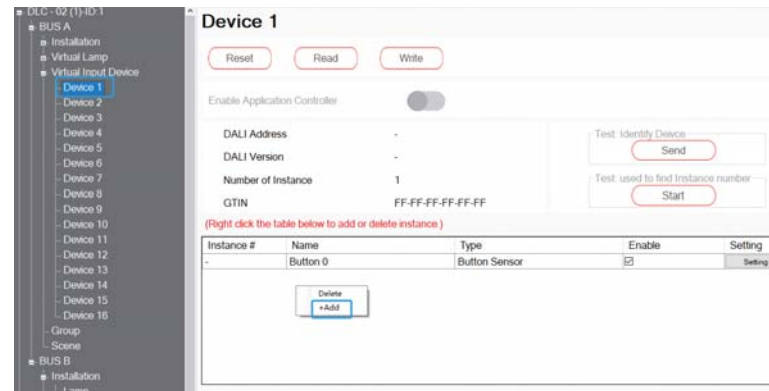 DLC - 02 (1)-ID:1
BUS A
Installation
Virtual Lamp
Virtual Input Device
Device 1
Device 2
Device 3
Device 4
Device 5
Device 6
Device 7
Device 8
Device 9
Device 10
Device 11
Device 12
Device 13
Device 14
Device 15
Device 16
Group
Scene
BUS B
Installation
Lamp
Device 1
Reset Read Write
Enable Application Controller
DALI Address -
DALI Version -
Number of Instance 1
GTIN FF-FF-FF-FF-FF-FF
Test: Identify Deivce
Send
Test: used to find Instance number
Start
(Right click the table below to add or delete instance )
Instance # Name Type Enable Setting
- Button 0 Button Sensor Setting
Delete
+Add